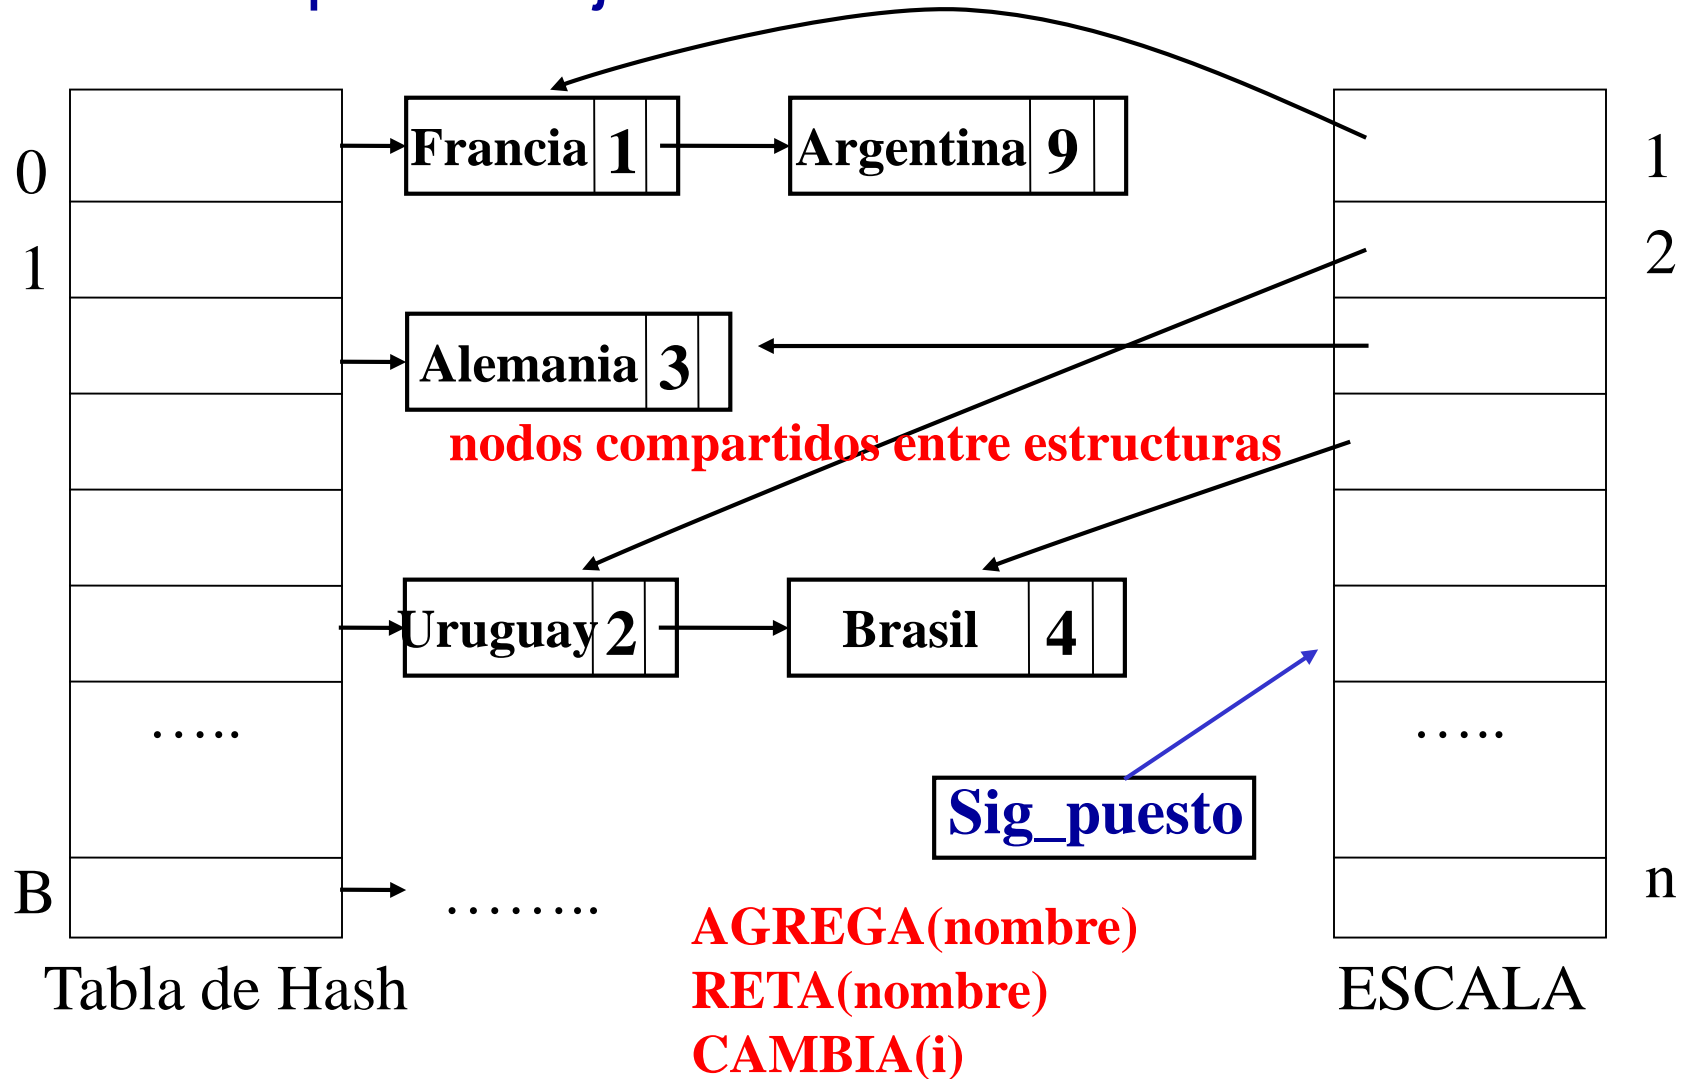 0
1
B
Francia 1
Argentina 9
Alemania 3
nodos compartidos entre estructuras
Uruguay 2
Brasil 4
…..
…..
……..
1
2
n
Sig_puesto
AGREGA(nombre)
RETA(nombre)
CAMBIA(i)
Tabla de Hash
ESCALA